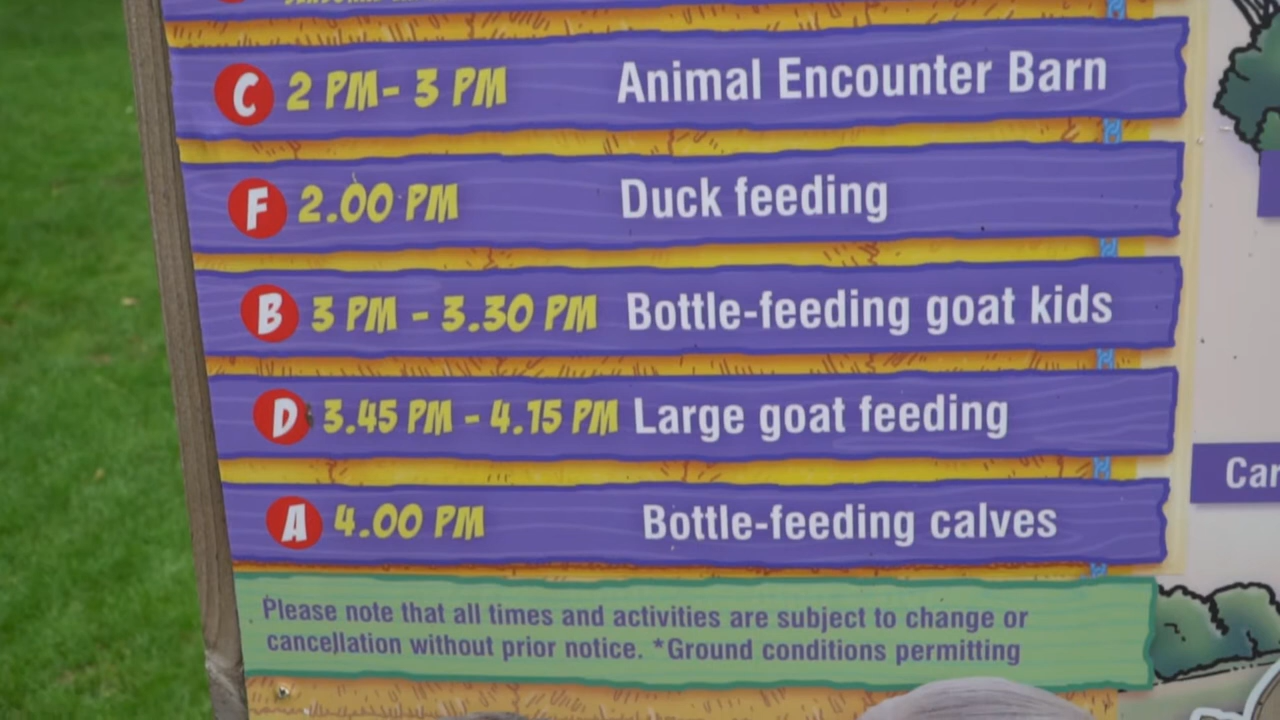 C 2 PM- 3 PM Animal Encounter Barn
F 2.00 PM Duck feeding
B 3 PM - 3.30 PM Bottle-feeding goat kids
D 3.45 PM - 4.15 PM Large goat feeding
A 4.00 PM Bottle-feeding calves
Please note that all times and activities are subject to change or
cancellation without prior notice. *Ground conditions permitting